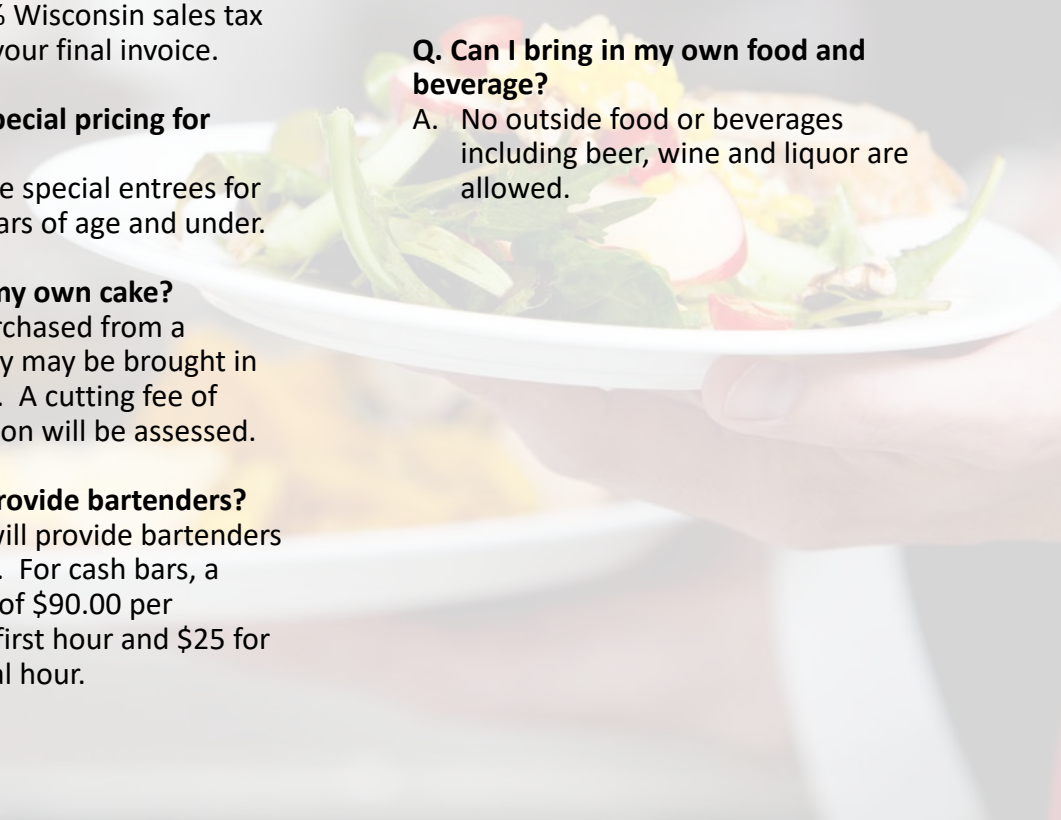 % Wisconsin sales tax
your final invoice.
pecial pricing for
e special entrees for
ars of age and under.
my own cake?
rchased from a
y may be brought in
. A cutting fee of
on will be assessed.
rovide bartenders?
will provide bartenders
. For cash bars, a
of $90.00 per
first hour and $25 for
al hour.
Q. Can I bring in my own food and
beverage?
A. No outside food or beverages
including beer, wine and liquor are
allowed.